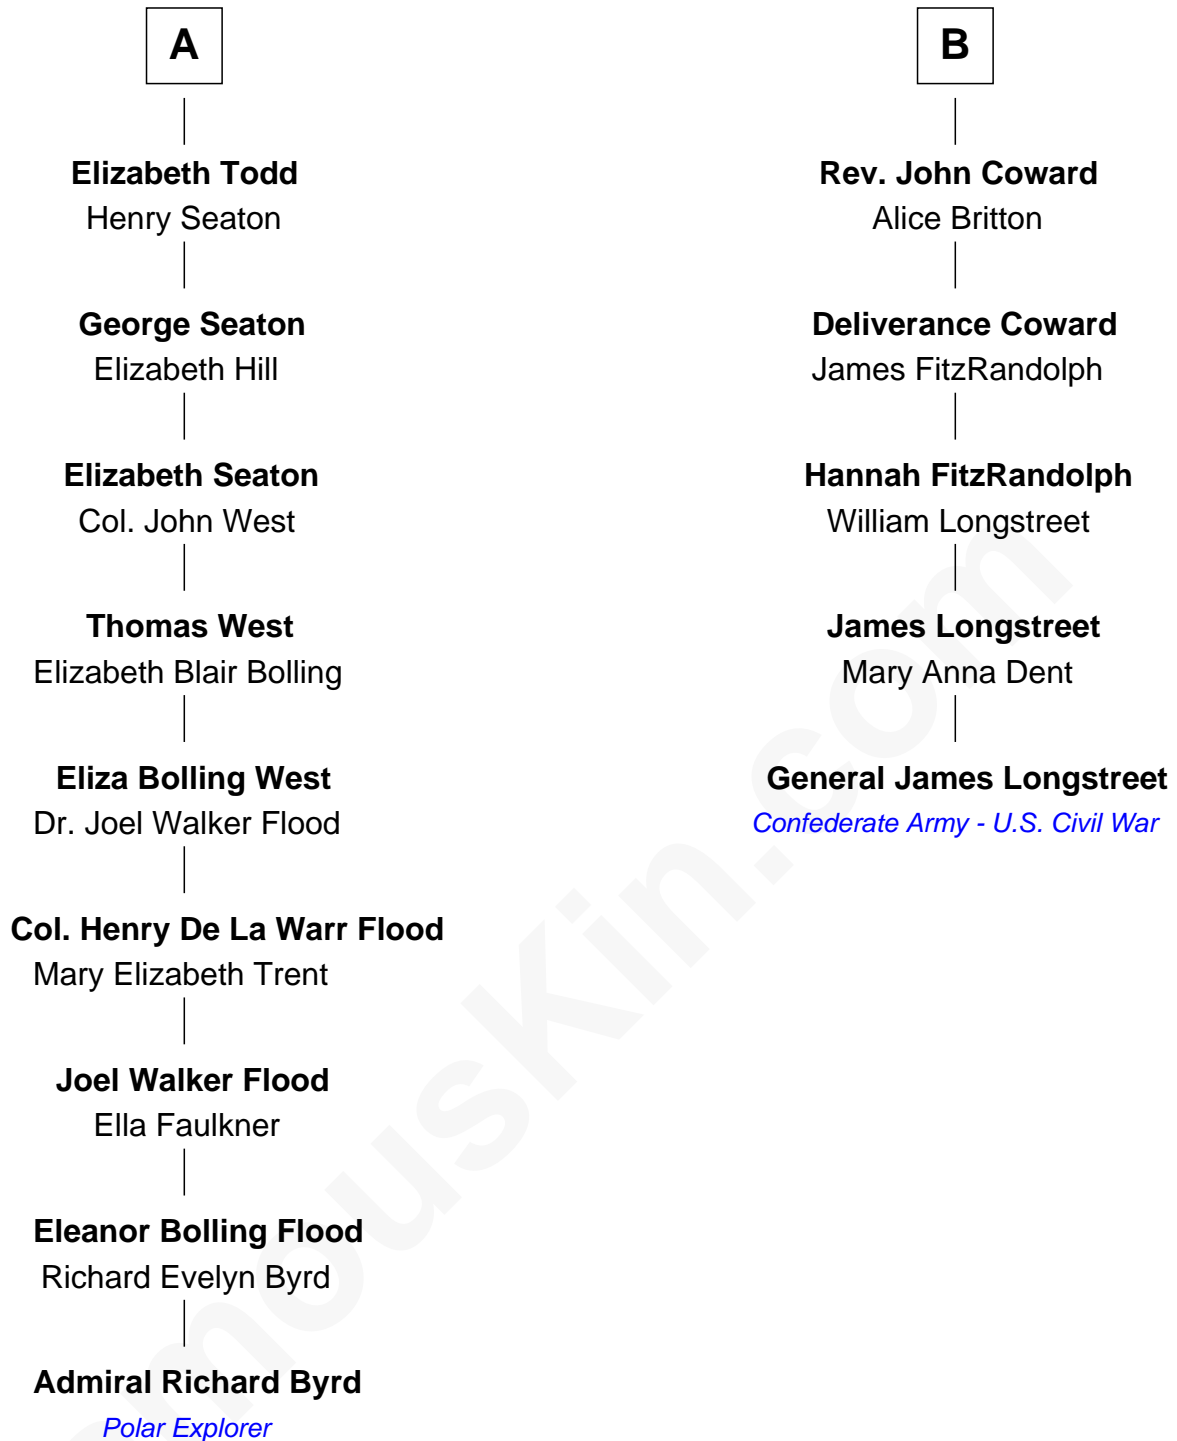 A
Elizabeth Todd
Henry Seaton
George Seaton
Elizabeth Hill
Elizabeth Seaton
Col. John West
Thomas West
Elizabeth Blair Bolling
Eliza Bolling West
Dr. Joel Walker Flood
Col. Henry De La Warr Flood
Mary Elizabeth Trent
Joel Walker Flood
Ella Faulkner
Eleanor Bolling Flood
Richard Evelyn Byrd
Admiral Richard Byrd
Polar Explorer
B
Rev. John Coward
Alice Britton
Deliverance Coward
James FitzRandolph
Hannah FitzRandolph
William Longstreet
James Longstreet
Mary Anna Dent
General James Longstreet
Confederate Army - U.S. Civil War
mousKin.com